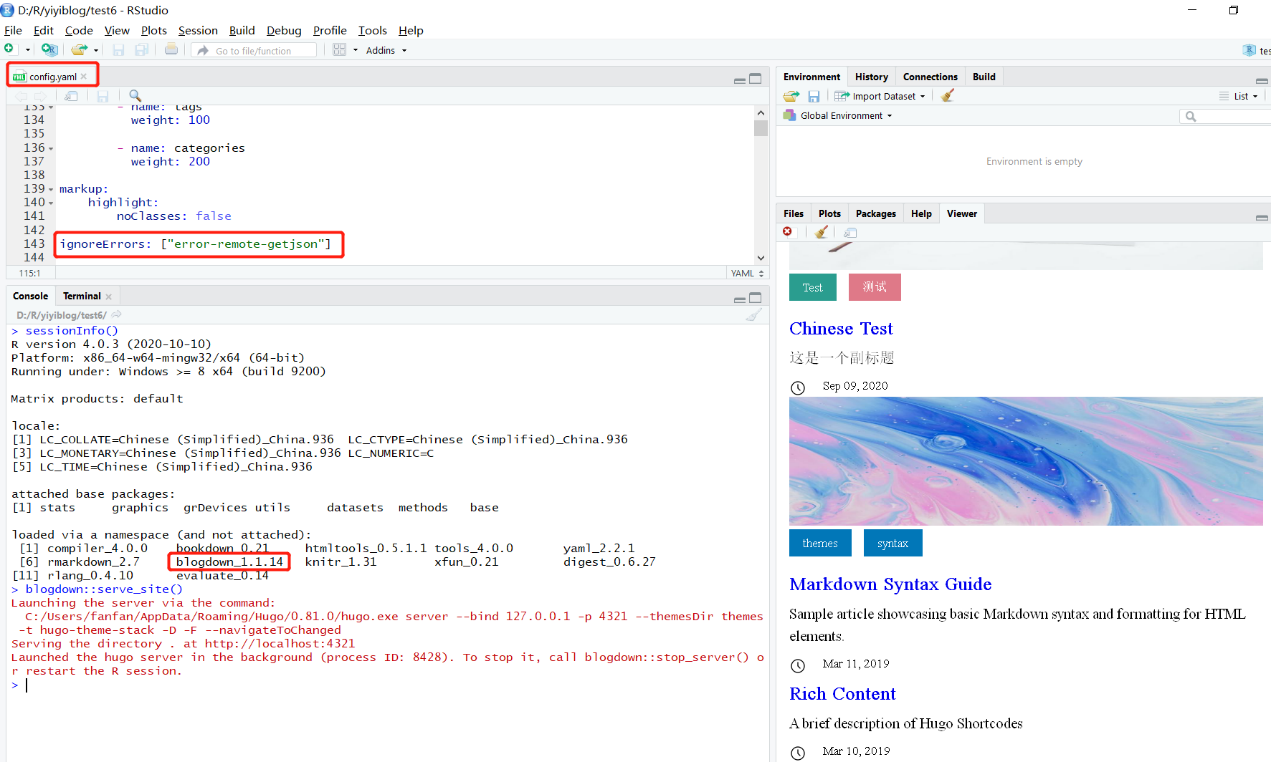 D:/R/yiyiblog/test6 - RStudio
File Edit Code View Plots Session Build Debug Profile Tools Help
Go to file/function Addins
config.yaml
133 - name: tags
134 weight: 100
135
136 - name: categories
137 weight: 200
138
139 markup:
140 highlight:
141 noClasses: false
142
143 ignoreErrors: ["error-remote-getjson"]
144
115:1 YAML
Console Terminal
D:/R/yiyiblog/test6/
> sessionInfo()
R version 4.0.3 (2020-10-10)
Platform: x86_64-w64-mingw32/x64 (64-bit)
Running under: Windows >= 8 x64 (build 9200)
Matrix products: default
locale:
[1] LC_COLLATE=Chinese (Simplified)_China.936 LC_CTYPE=Chinese (Simplified)_China.936
[3] LC_MONETARY=Chinese (Simplified)_China.936 LC_NUMERIC=C
[5] LC_TIME=Chinese (Simplified)_China.936
attached base packages:
[1] stats graphics grDevices utils datasets methods base
loaded via a namespace (and not attached):
[1] compiler_4.0.0 bookdown_0.21 htmltools_0.5.1.1 tools_4.0.0 yaml_2.2.1
[6] rmarkdown_2.7 blogdown_1.1.14 knitr_1.31 xfun_0.21 digest_0.6.27
[11] rlang_0.4.10 evaluate_0.14
> blogdown::serve_site()
Launching the server via the command:
C:/Users/fanfan/AppData/Roaming/Hugo/0.81.0/hugo.exe server --bind 127.0.0.1 -p 4321 --themesDir themes
-t hugo-theme-stack -D -F --navigateToChanged
Serving the directory . at http://localhost:4321
Launched the hugo server in the background (process ID: 8428). To stop it, call blogdown::stop_server() o
r restart the R session.
>
tes
Environment History Connections Build
Import Dataset List
Global Environment
Environment is empty
Files Plots Packages Help Viewer
Test 测试
Chinese Test
这是一个副标题
Sep 09, 2020
themes syntax
Markdown Syntax Guide
Sample article showcasing basic Markdown syntax and formatting for HTML
elements.
Mar 11, 2019
Rich Content
A brief description of Hugo Shortcodes
Mar 10, 2019